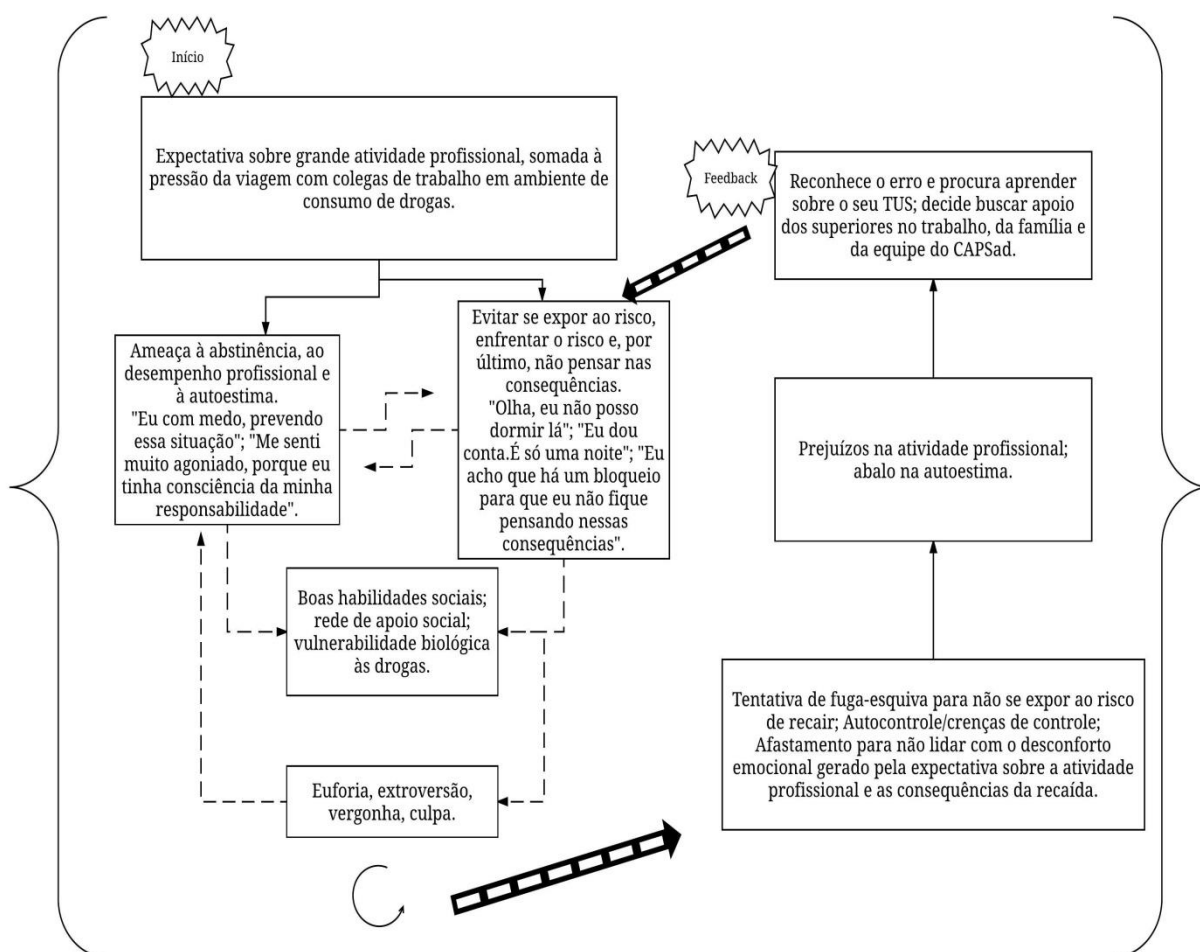 Início
Expectativa sobre grande atividade profissional, somada à
pressão da viagem com colegas de trabalho em ambiente de
consumo de drogas.
Ameaça à abstinência, ao
desempenho profissional e
à autoestima.
"Eu com medo, prevendo
essa situação"; "Me senti
muito agoniado, porque eu
tinha consciência da minha
responsabilidade".
Evitar se expor ao risco,
enfrentar o risco e, por
último, não pensar nas
consequências.
"Olha, eu não posso
dormir lá"; "Eu dou
conta.É só uma noite"; "Eu
acho que há um bloqueio
para que eu não fique
pensando nessas
consequências".
Boas habilidades sociais;
rede de apoio social;
vulnerabilidade biológica
às drogas.
Euforia, extroversão,
vergonha, culpa.
Feedback
Reconhece o erro e procura aprender
sobre o seu TUS; decide buscar apoio
dos superiores no trabalho, da família e
da equipe do CAPSad.
Prejuízos na atividade profissional;
abalo na autoestima.
Tentativa de fuga-esquiva para não se expor ao risco
de recair; Autocontrole/crenças de controle;
Afastamento para não lidar com o desconforto
emocional gerado pela expectativa sobre a atividade
profissional e as consequências da recaída.